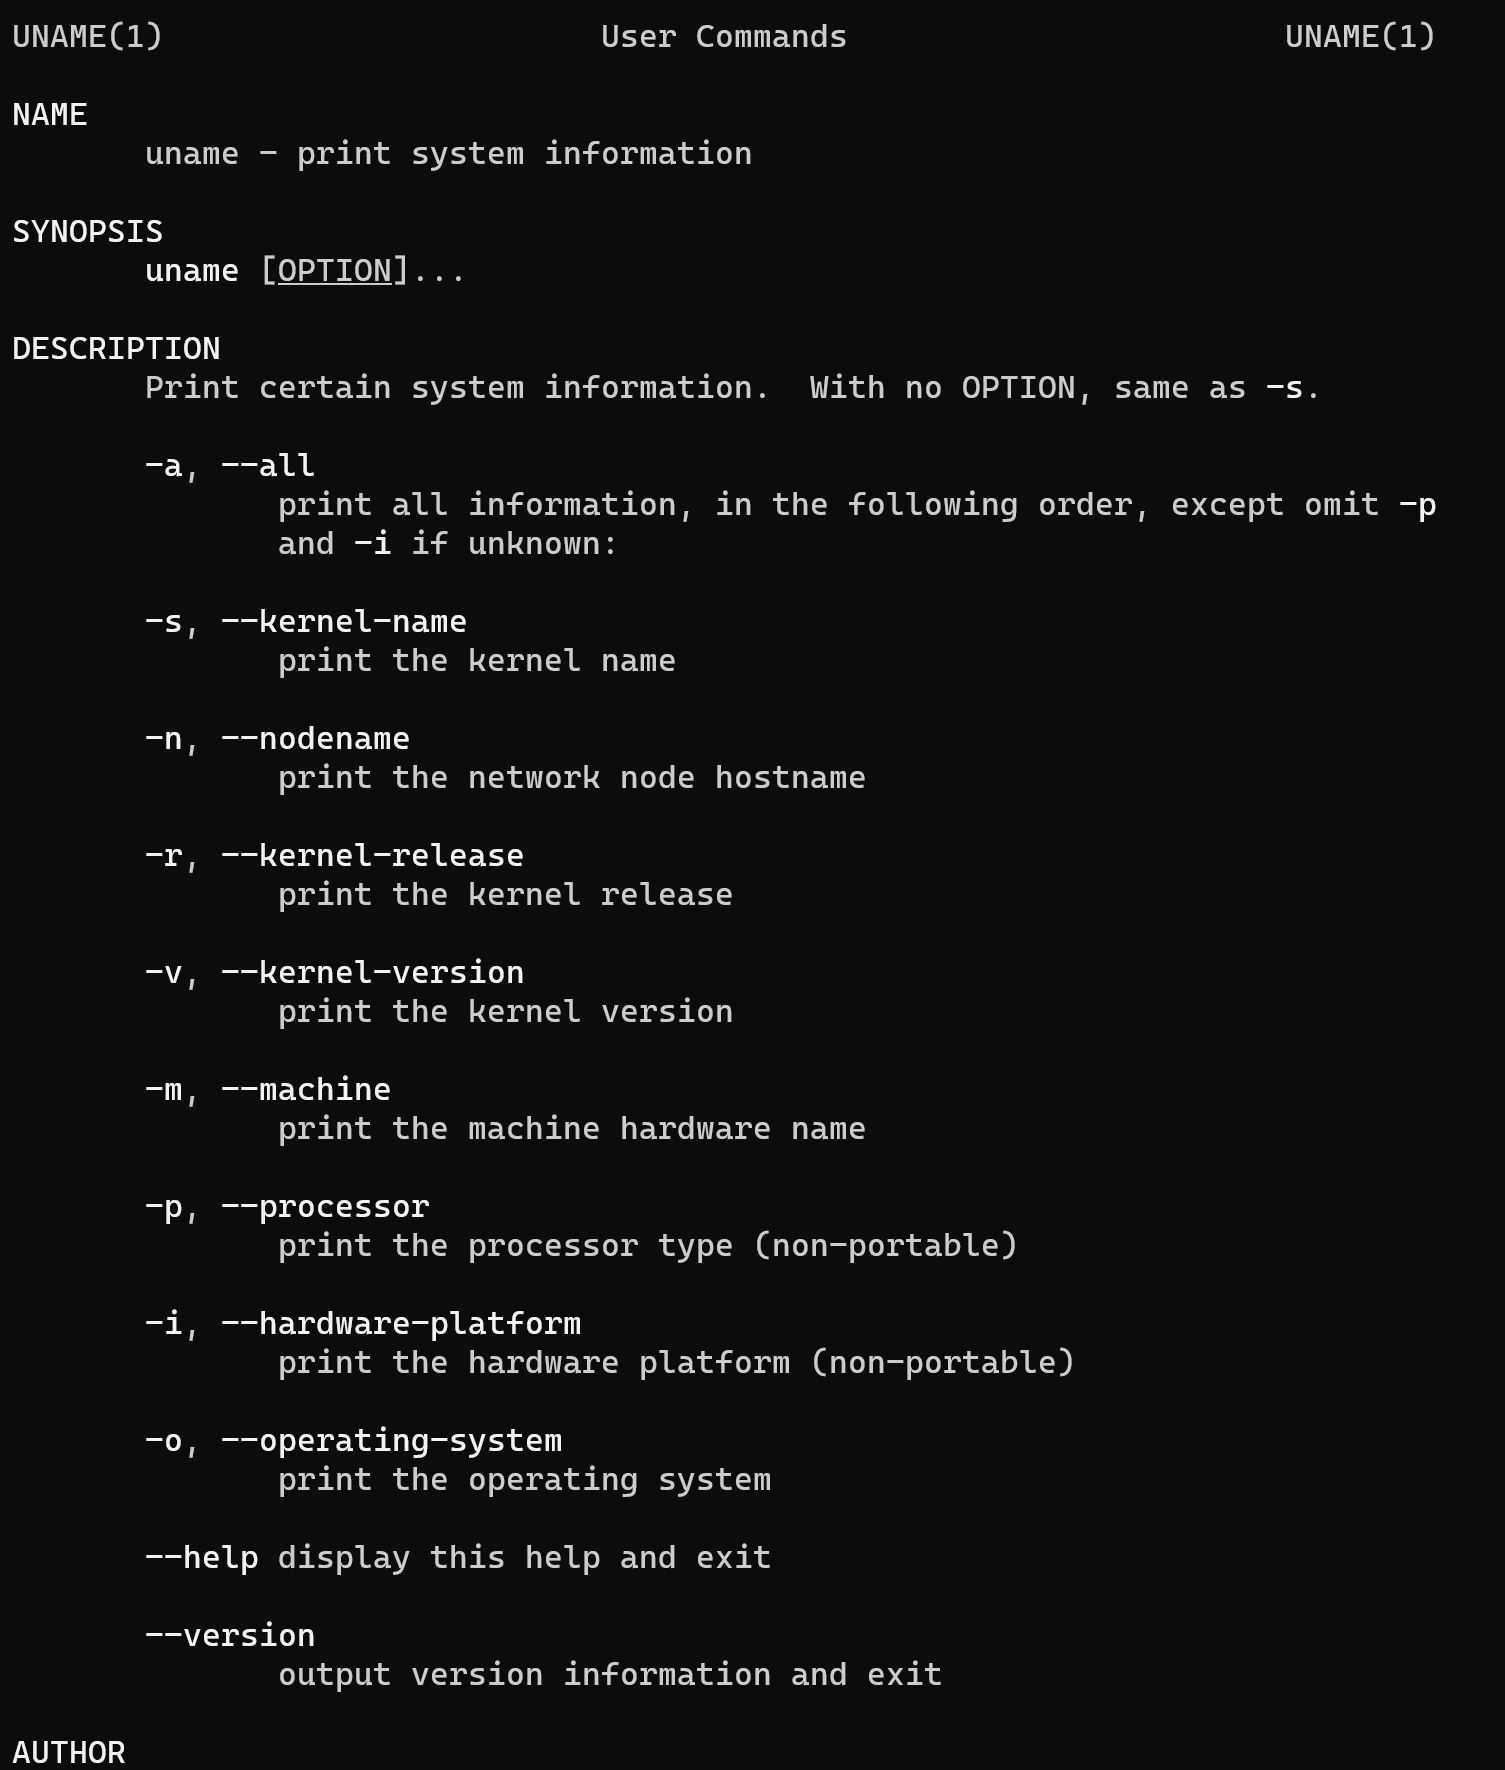 UNAME(1)                       User Commands                       UNAME(1)

NAME
       uname - print system information

SYNOPSIS
       uname [OPTION]...

DESCRIPTION
       Print certain system information.  With no OPTION, same as -s.

       -a, --all
              print all information, in the following order, except omit -p
              and -i if unknown:

       -s, --kernel-name
              print the kernel name

       -n, --nodename
              print the network node hostname

       -r, --kernel-release
              print the kernel release

       -v, --kernel-version
              print the kernel version

       -m, --machine
              print the machine hardware name

       -p, --processor
              print the processor type (non-portable)

       -i, --hardware-platform
              print the hardware platform (non-portable)

       -o, --operating-system
              print the operating system

       --help display this help and exit

       --version
              output version information and exit

AUTHOR